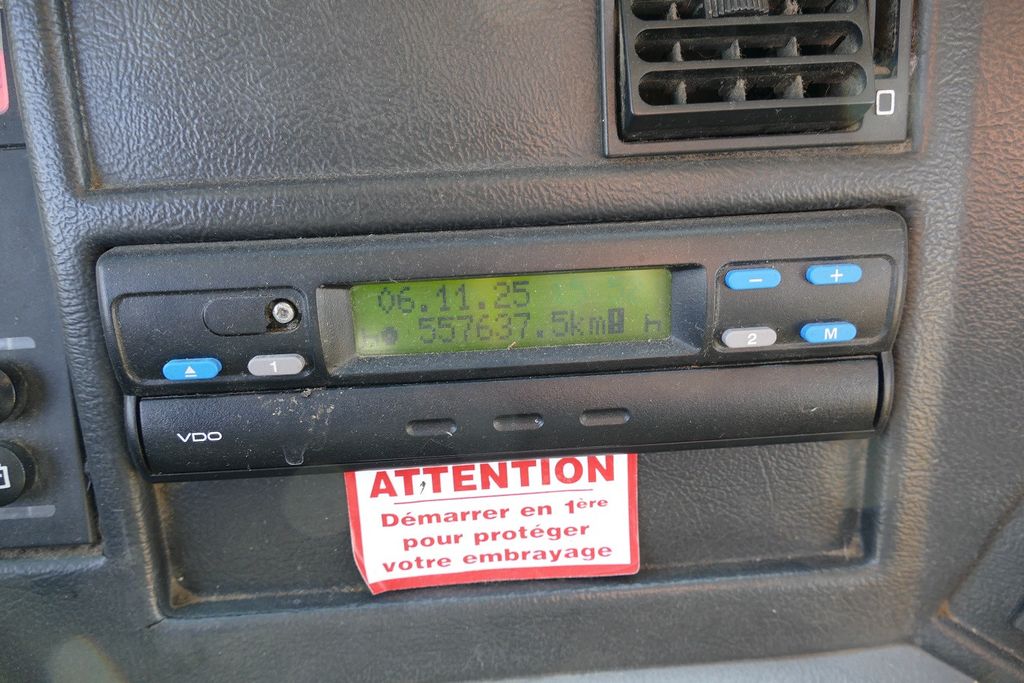 06.11.25
557637.5km
1
2
M
VDO
ATTENTION
Démarrer en 1ère
pour protéger
votre embrayage